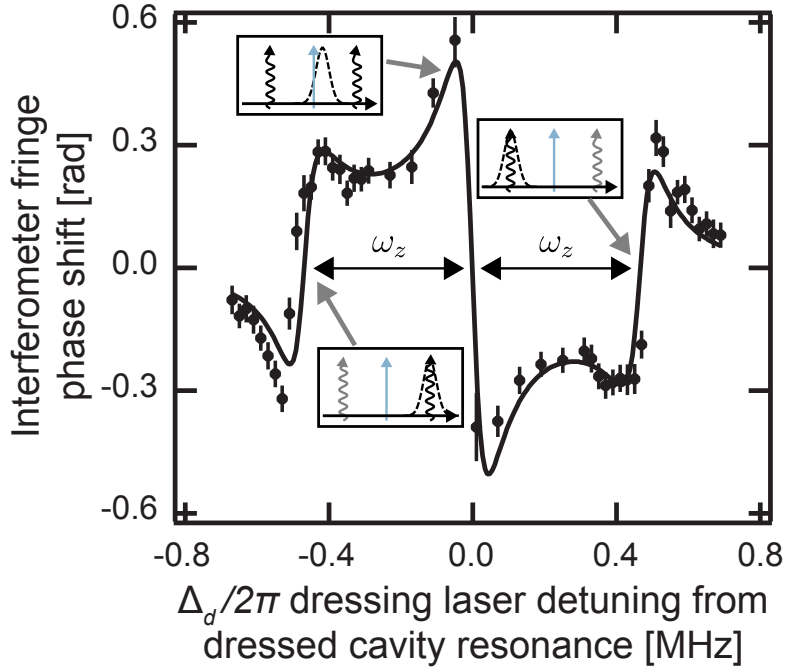 Interferometer fringe
phase shift [rad]
0.6
0.3
0.0
-0.3
-0.6
ω_z
ω_z
-0.8
-0.4
0.0
0.4
0.8
Δ_d/2π dressing laser detuning from
dressed cavity resonance [MHz]